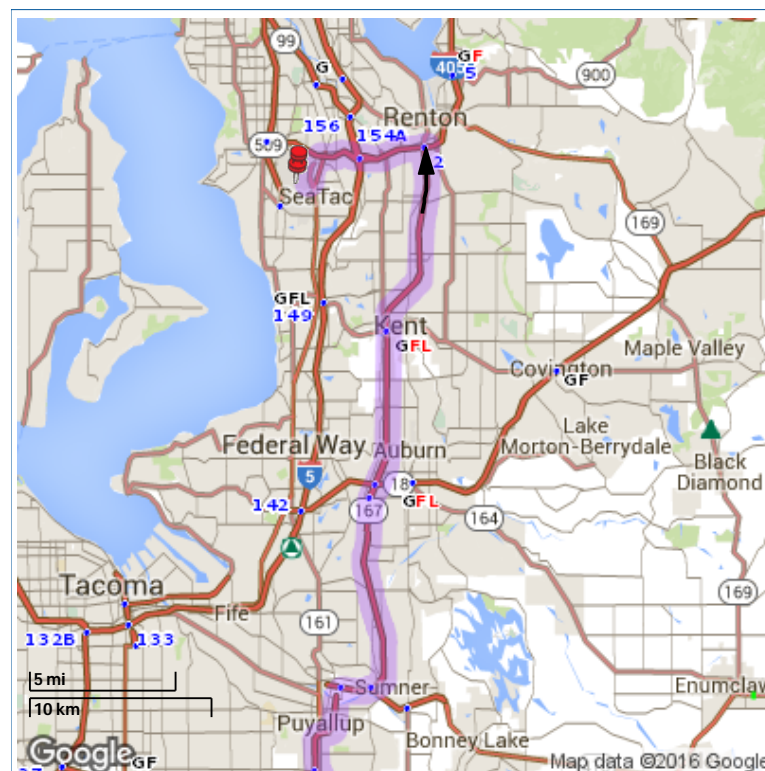 99
G
GF
405
5
900
Renton
156
154A
509
2
SeaTac
169
GFL
149
Kent
GFL
Maple Valley
Covington
GF
Lake
Morton-Berrydale
Federal Way
Auburn
Black
Diamond
5
18
GFL
142
167
164
Tacoma
169
Fife
161
132B
133
5 mi
Sumner
Enumclaw
10 km
Puyallup
Bonney Lake
GF
Google
Map data ©2016 Google